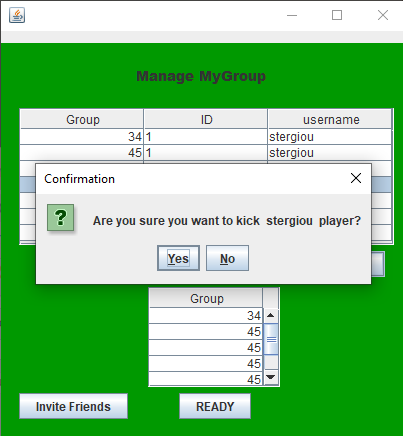 Manage MyGroup
Group ID username
34 1 stergiou
45 1 stergiou
Confirmation
?
Are you sure you want to kick stergiou player?
Yes No
Group
34
45
45
45
45
Invite Friends READY